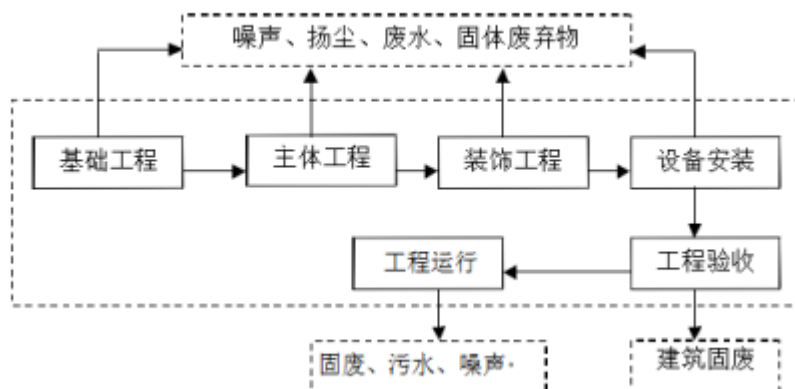 噪声、扬尘、废水、固体废弃物
基础工程
主体工程
装饰工程
设备安装
工程运行
工程验收
固废、污水、噪声·
建筑固废